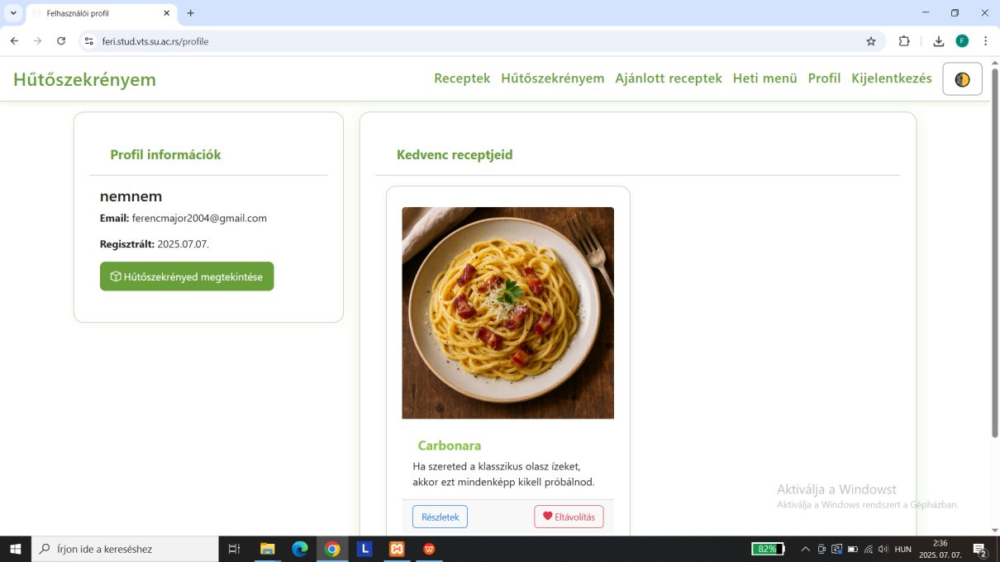 Felhasználói profil
feri.stud.vts.su.ac.rs/profile
F
Hűtőszekrényem
Receptek Hűtőszekrényem Ajánlott receptek Heti menü Profil Kijelentkezés
Profil információk
nemnem
Email: ferencmajor2004@gmail.com
Regisztrált: 2025.07.07.
Hűtőszekrényed megtekintése
Kedvenc receptjeid
Carbonara
Ha szereted a klasszikus olasz ízeket,
akkor ezt mindenképp kikell próbálnod.
Részletek
Eltávolítás
Aktiválja a Windowst
Aktiválja a Windows rendszert a Gépházban.
Írjon ide a kereséshez
L
82%
HUN
2:36
2025. 07. 07.
2